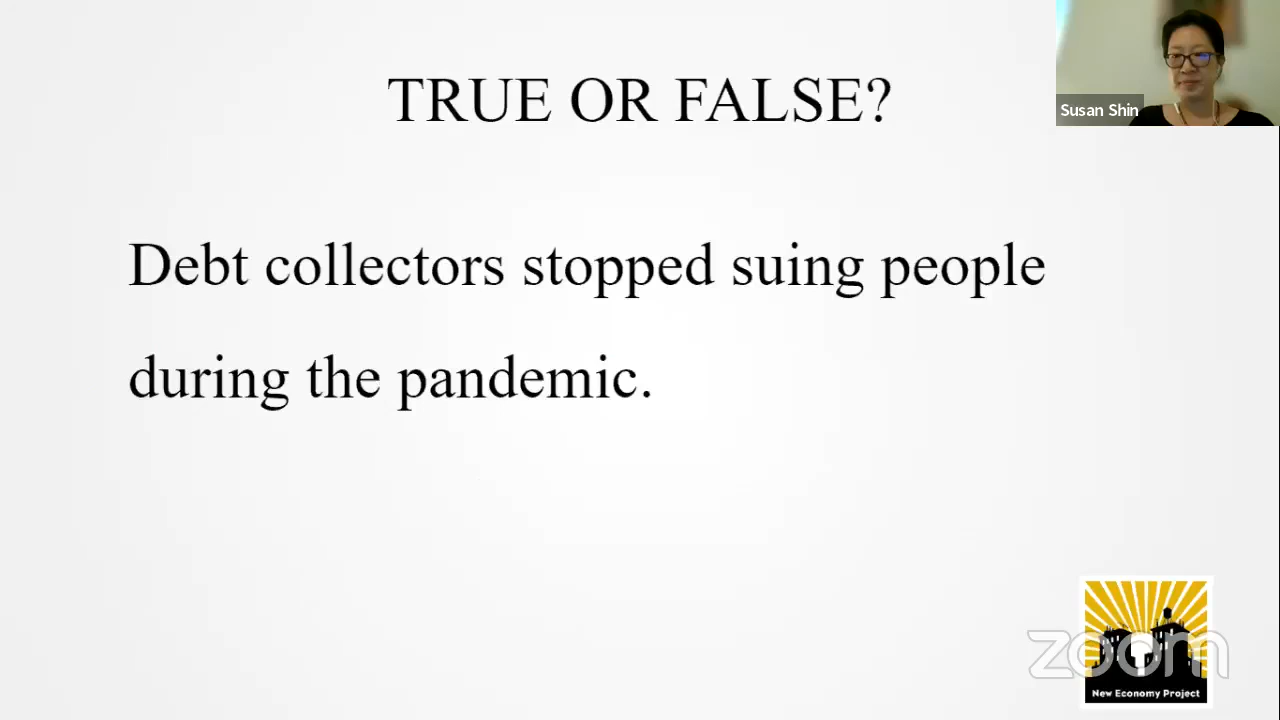 TRUE OR FALSE?
Susan Shin
Debt collectors stopped suing people
during the pandemic.
zoom
New Economy Project